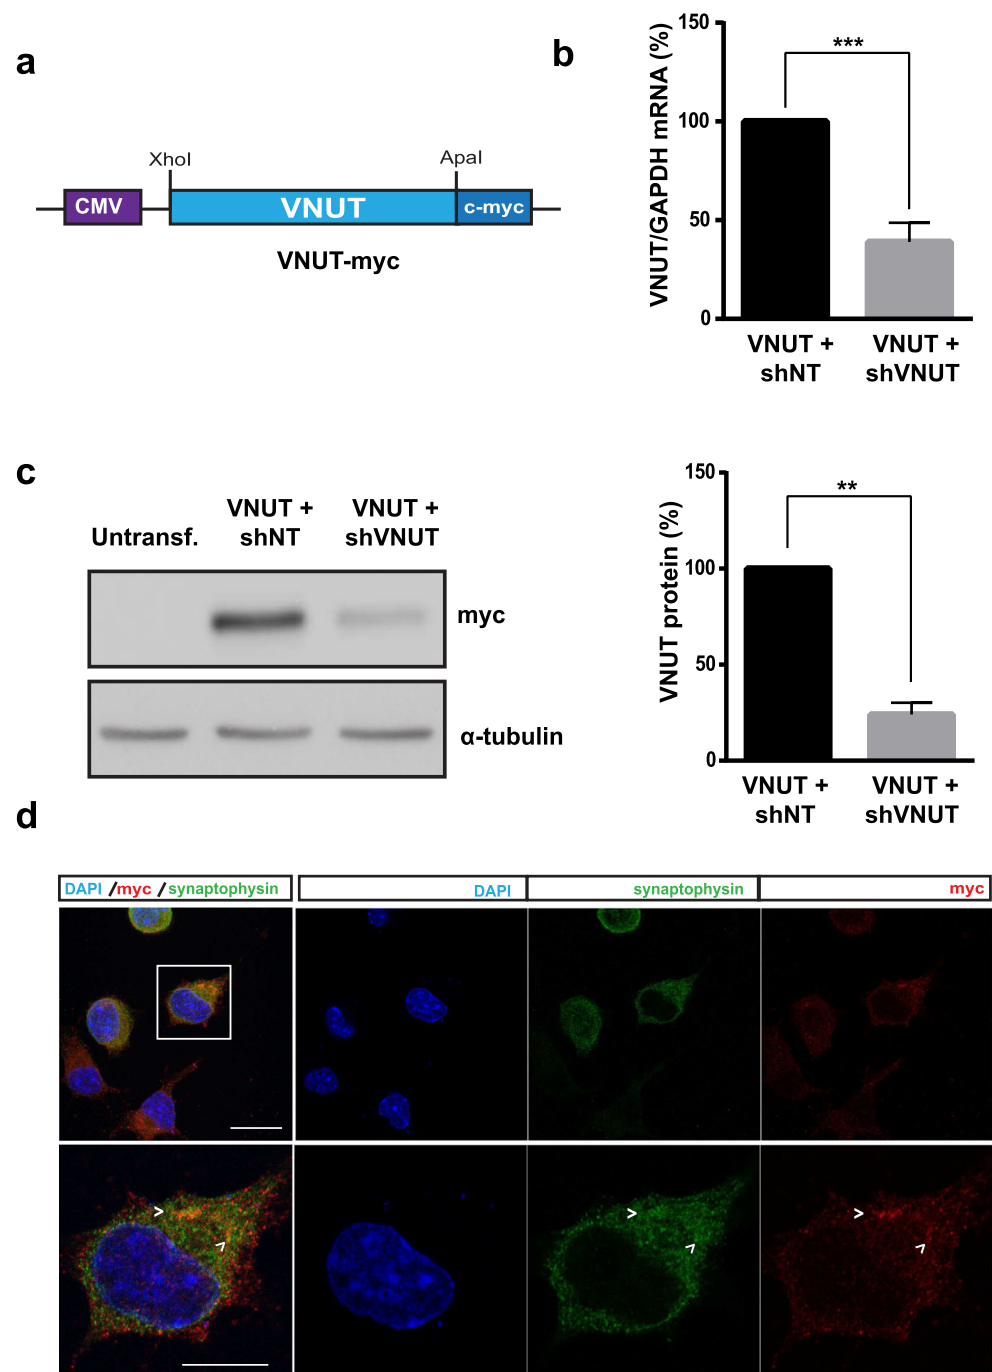 a
XhoI
ApaI
CMV
VNUT
c-myc
VNUT-myc
b
VNUT/GAPDH mRNA (%)
150
100
50
0
***
VNUT +
shNT
VNUT +
shVNUT
c
Untransf.
VNUT +
shNT
VNUT +
shVNUT
myc
α-tubulin
VNUT protein (%)
150
100
50
0
**
VNUT +
shNT
VNUT +
shVNUT
d
DAPI /myc /synaptophysin
DAPI
synaptophysin
myc